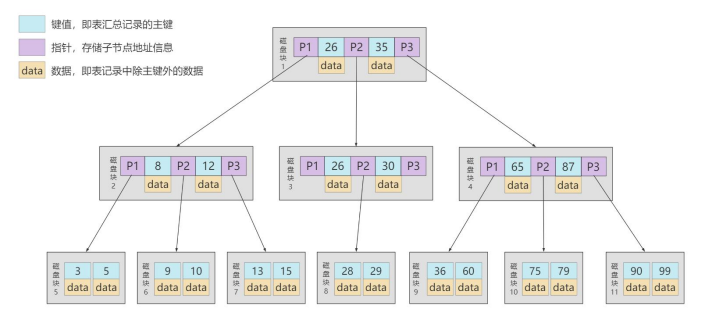 键值，即表汇总记录的主键
指针，存储子节点地址信息
data 数据，即表记录中除主键外的数据
磁盘块1 P1 26 P2 35 P3
data data
磁盘块2 P1 8 P2 12 P3
data data
磁盘块3 P1 26 P2 30 P3
data data
磁盘块4 P1 65 P2 87 P3
data data
磁盘块5 3 5
data data
磁盘块6 9 10
data data
磁盘块7 13 15
data data
磁盘块8 28 29
data data
磁盘块9 36 60
data data
磁盘块10 75 79
data data
磁盘块11 90 99
data data